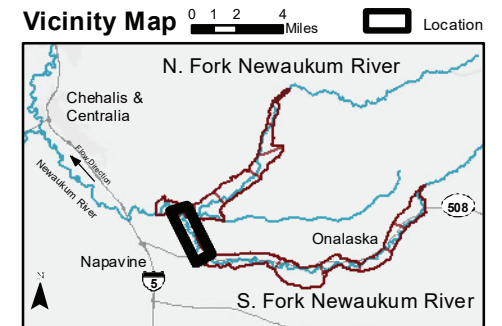 Vicinity Map
0 1 2 4
Miles
Location
N. Fork Newaukum River
Chehalis &
Centralia
Flow Direction
Newaukum River
508
Onalaska
Napavine
5
N
S. Fork Newaukum River